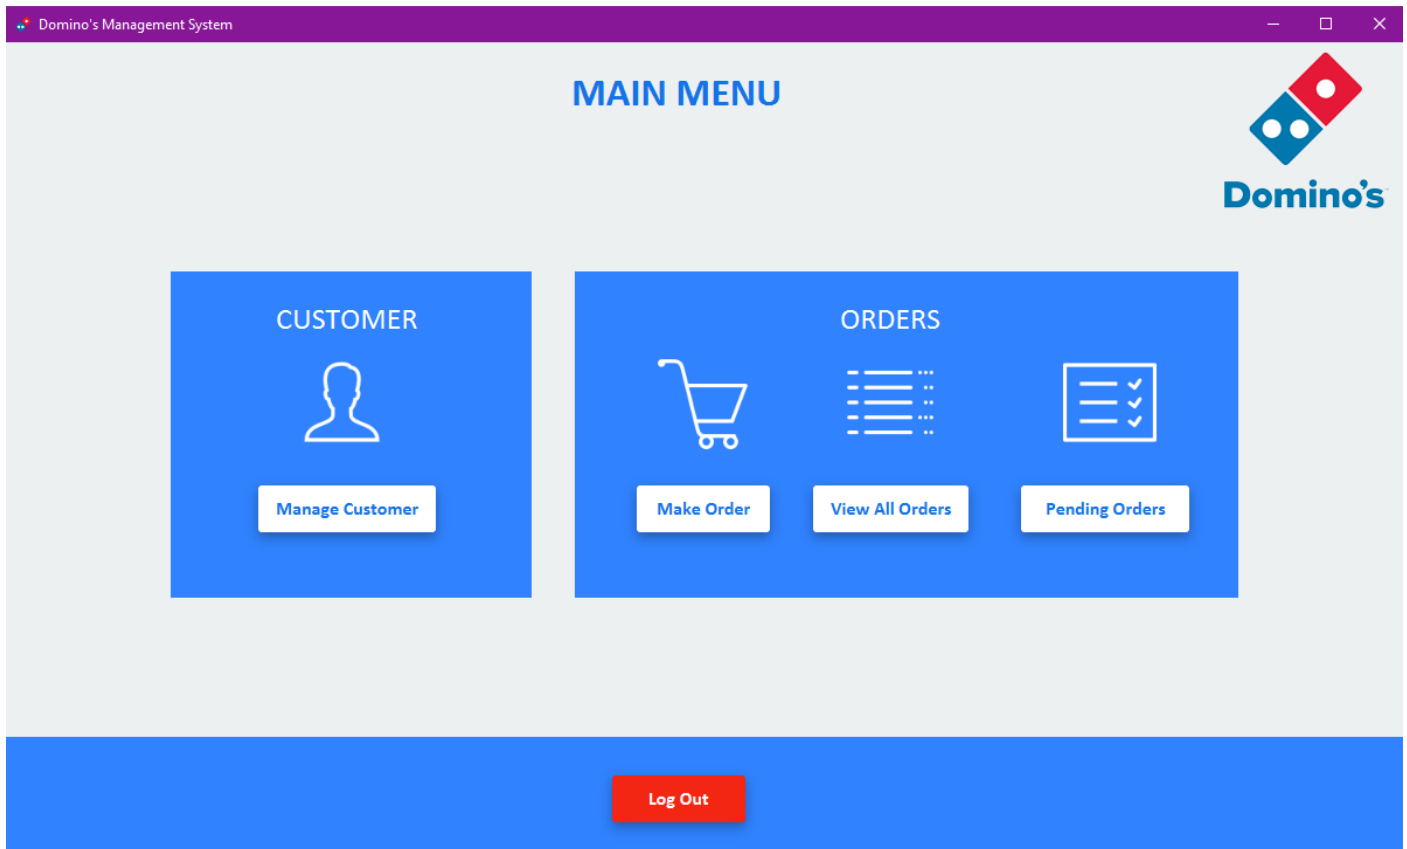 Domino's Management System
MAIN MENU
Domino's
CUSTOMER
Manage Customer
ORDERS
Make Order
View All Orders
Pending Orders
Log Out